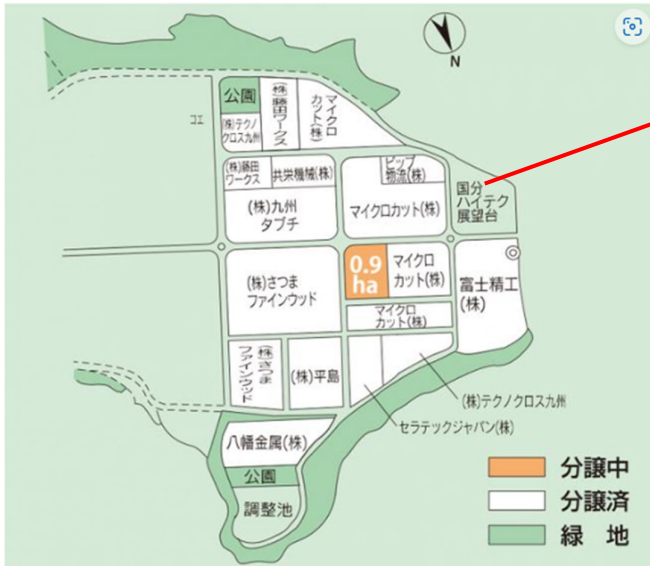 N
公園
(株)テクノ
クロス九州
(株)藤田ワークス
マイクロ
カット(株)
コエ
(株)藤田
ワークス
共栄機械(株)
(株)九州
タブチ
ピップ
物流(株)
マイクロカット(株)
国分
ハイテク
展望台
(株)さつま
ファインウッド
0.9
ha
マイクロ
カット(株)
マイクロ
カット(株)
富士精工
(株)
(株)さつま
ファインウッド
(株)平島
(株)テクノクロス九州
セラテックジャパン(株)
八幡金属(株)
公園
調整池
分譲中
分譲済
緑 地